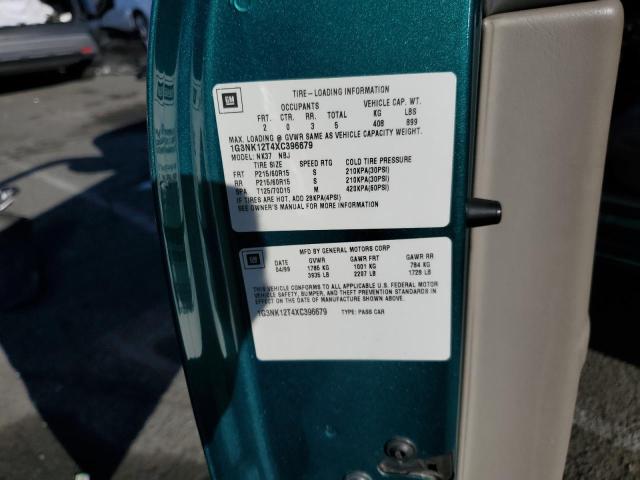 GM
TIRE-LOADING INFORMATION
OCCUPANTS VEHICLE CAP. WT.
FRT. CTR. RR. TOTAL KG LBS
2 0 3 5 408 899
MAX. LOADING @ GVWR SAME AS VEHICLE CAPACITY WEIGHT.
1G3NK12T4XC396679
MODEL: NK37 NBJ
TIRE SIZE SPEED RTG COLD TIRE PRESSURE
FRT P215/60R15 S 210KPA(30PSI)
RR P215/60R15 S 210KPA(30PSI)
SPA T125/70D15 M 420KPA(60PSI)
IF TIRES ARE HOT, ADD 28KPA(4PSI)
SEE OWNER'S MANUAL FOR MORE INFORMATION
GM
MFD BY GENERAL MOTORS CORP
DATE GVWR GAWR FRT GAWR RR
04/99 1785 KG 1001 KG 784 KG
3935 LB 2207 LB 1728 LB
THIS VEHICLE CONFORMS TO ALL APPLICABLE U.S. FEDERAL MOTOR
VEHICLE SAFETY, BUMPER, AND THEFT PREVENTION STANDARDS IN
EFFECT ON THE DATE OF MANUFACTURE SHOWN ABOVE.
1G3NK12T4XC396679 TYPE: PASS CAR